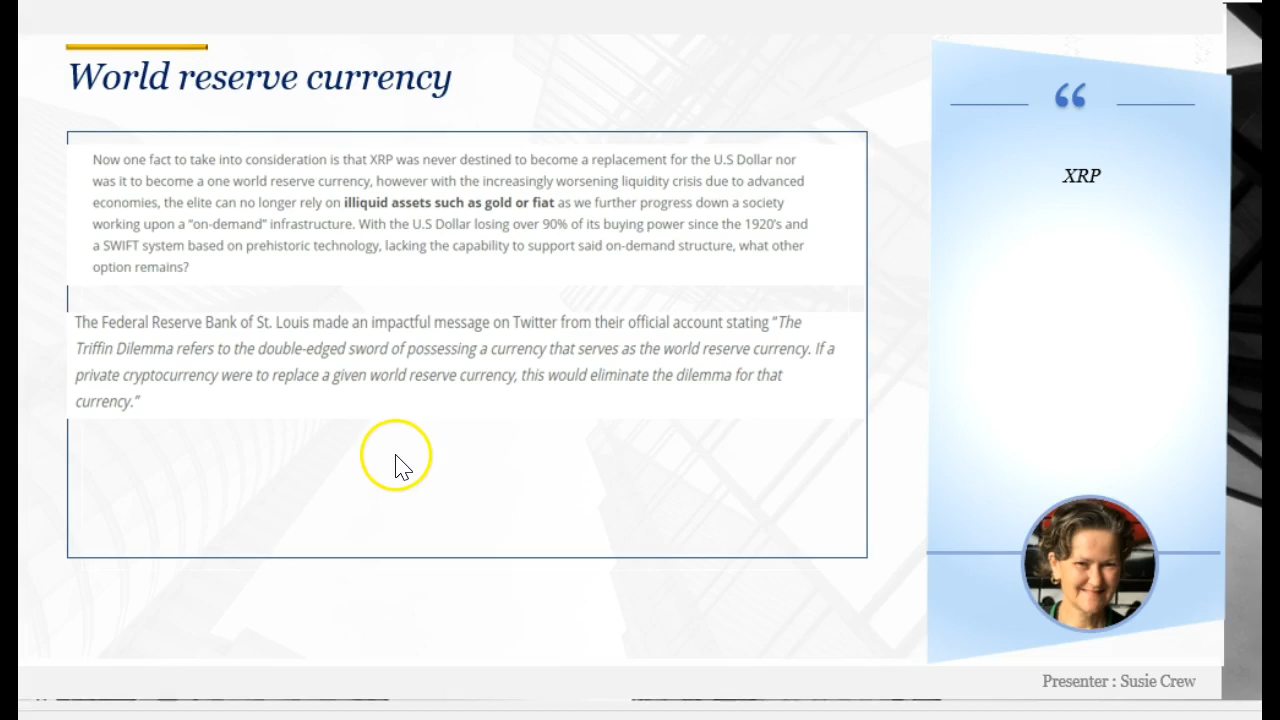 World reserve currency
Now one fact to take into consideration is that XRP was never destined to become a replacement for the U.S Dollar nor
was it to become a one world reserve currency, however with the increasingly worsening liquidity crisis due to advanced
economies, the elite can no longer rely on illiquid assets such as gold or fiat as we further progress down a society
working upon a “on-demand” infrastructure. With the U.S Dollar losing over 90% of its buying power since the 1920’s and
a SWIFT system based on prehistoric technology, lacking the capability to support said on-demand structure, what other
option remains?
The Federal Reserve Bank of St. Louis made an impactful message on Twitter from their official account stating “The
Triffin Dilemma refers to the double-edged sword of possessing a currency that serves as the world reserve currency. If a
private cryptocurrency were to replace a given world reserve currency, this would eliminate the dilemma for that
currency.”
“
XRP
Presenter : Susie Crew